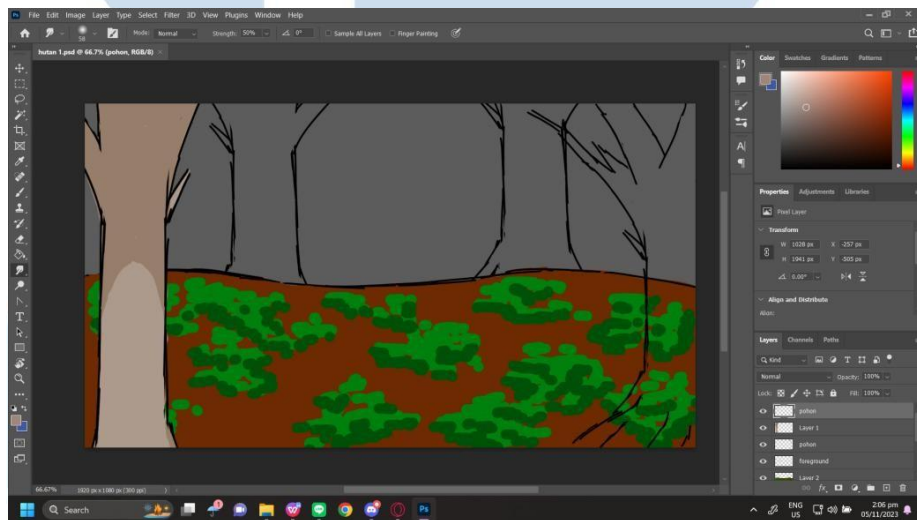 Ps File Edit Image Layer Type Select Filter 3D View Plugins Window Help
58 Mode: Normal Strength: 50% 0° Sample All Layers Finger Painting
hutan 1.psd @ 66.7% (pohon, RGB/8) ×
Color Swatches Gradients Patterns
Properties Adjustments Libraries
Pixel Layer
Transform
W 1028 px X -257 px
H 1941 px Y -505 px
0.00°
Align and Distribute
Align:
Layers Channels Paths
Kind
Normal Opacity: 100%
Lock: Fill: 100%
pohon
Layer 1
pohon
foreground
Layer 2
66.67% 1920 px x 1080 px (300 ppi)
Search Ps ENG 2:06 pm
US 05/11/2023